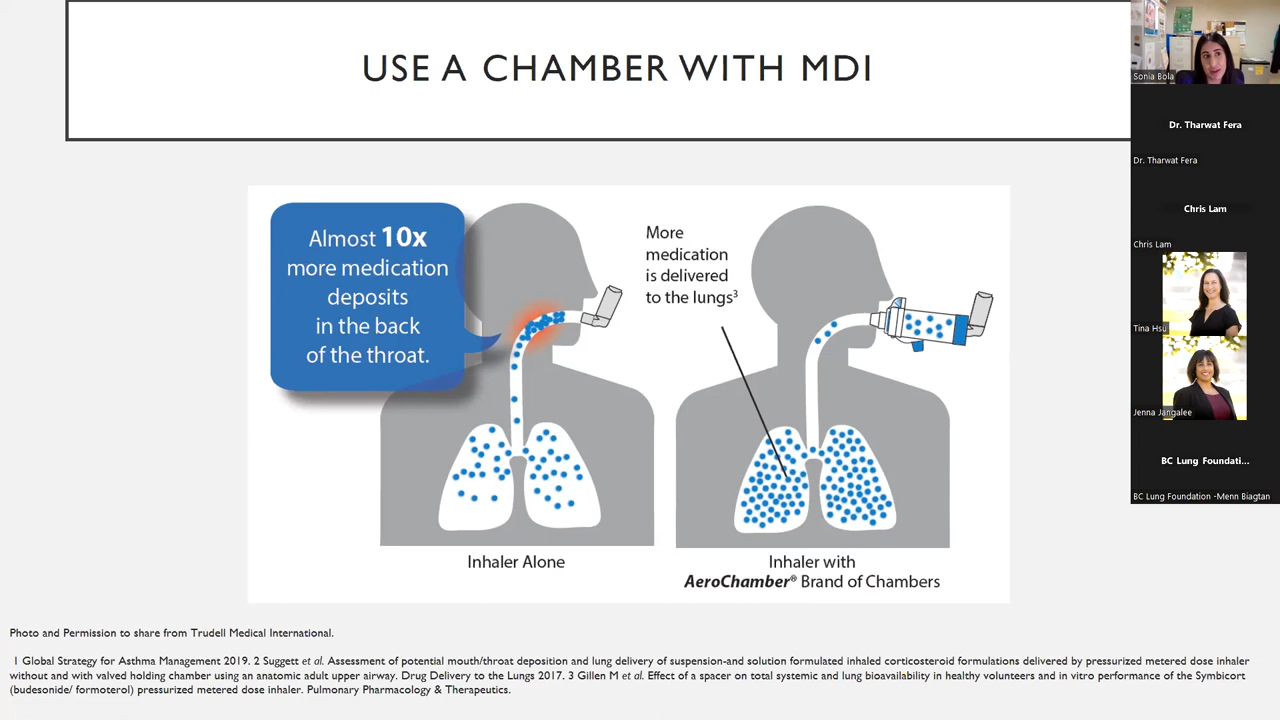 USE A CHAMBER WITH MDI
Almost 10x
more medication
deposits
in the back
of the throat.
More
medication
is delivered
to the lungs3
Inhaler Alone
Inhaler with
AeroChamber® Brand of Chambers
Photo and Permission to share from Trudell Medical International.
1 Global Strategy for Asthma Management 2019. 2 Suggett et al. Assessment of potential mouth/throat deposition and lung delivery of suspension-and solution formulated inhaled corticosteroid formulations delivered by pressurized metered dose inhaler
without and with valved holding chamber using an anatomic adult upper airway. Drug Delivery to the Lungs 2017. 3 Gillen M et al. Effect of a spacer on total systemic and lung bioavailability in healthy volunteers and in vitro performance of the Symbicort
(budesonide/ formoterol) pressurized metered dose inhaler. Pulmonary Pharmacology & Therapeutics.
Sonia Bola
Dr. Tharwat Fera
Dr. Tharwat Fera
Chris Lam
Chris Lam
Tina Hsu
Jenna Jangalee
BC Lung Foundati...
BC Lung Foundation -Menn Biagtan